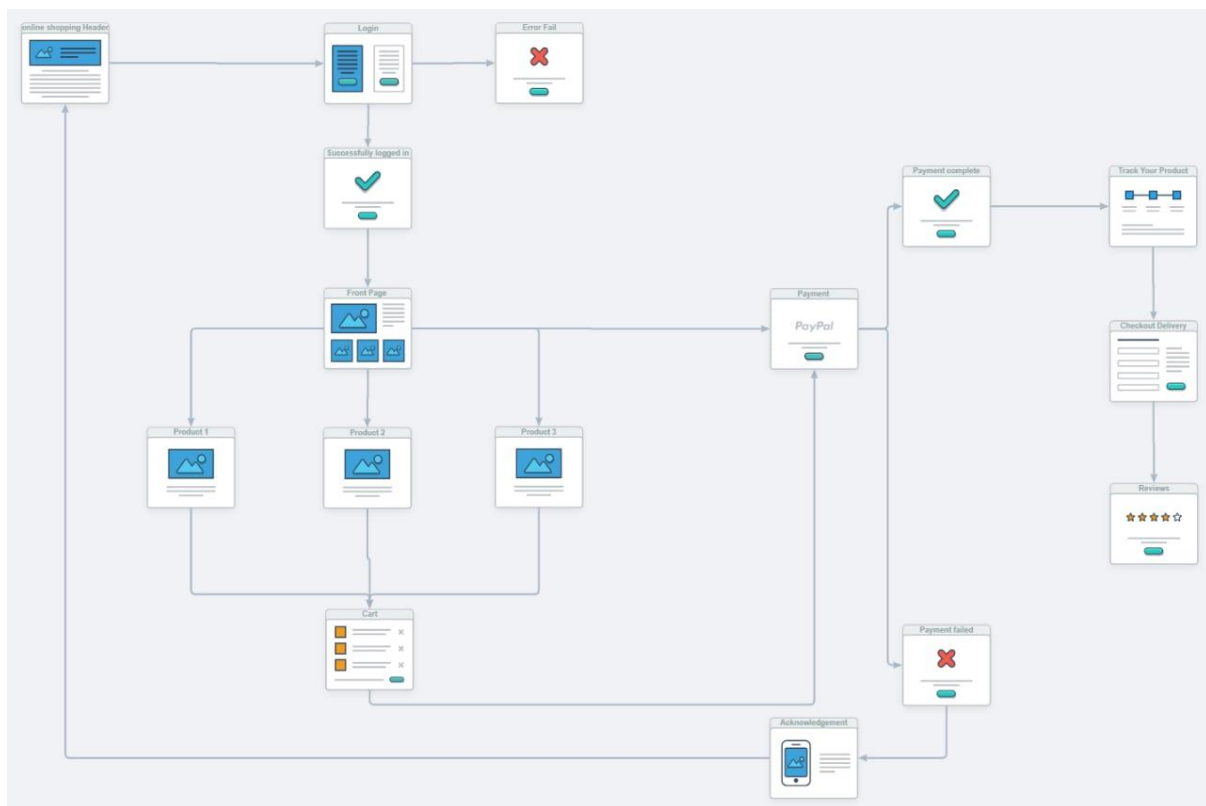 online shopping Header
Login
Error Fail
Successfully logged in
Payment complete
Track Your Product
Front Page
Payment
PayPal
Checkout Delivery
Product 1
Product 2
Product 3
Reviews
Cart
Payment failed
Acknowledgement